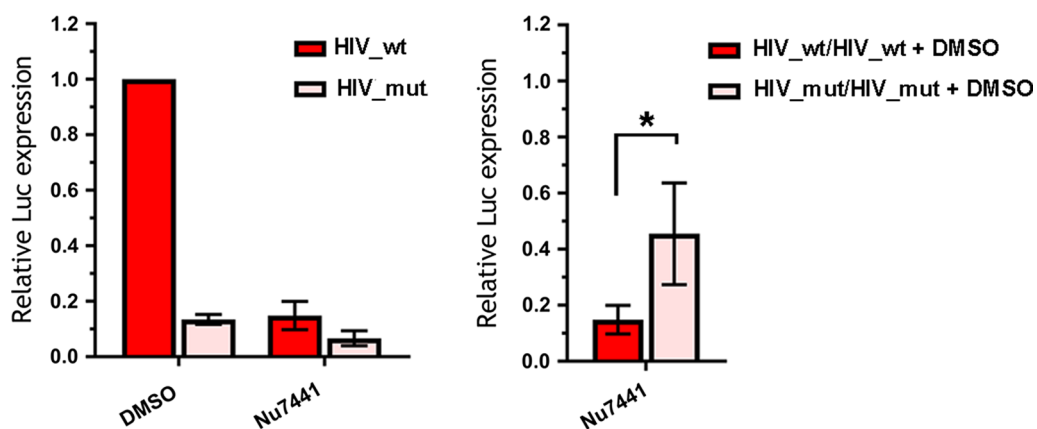 Relative Luc expression
1.2
1.0
0.8
0.6
0.4
0.2
0.0
HIV_wt
HIV_mut
DMSO
Nu7441
Relative Luc expression
1.2
1.0
0.8
0.6
0.4
0.2
0.0
HIV_wt/HIV_wt + DMSO
HIV_mut/HIV_mut + DMSO
*
Nu7441